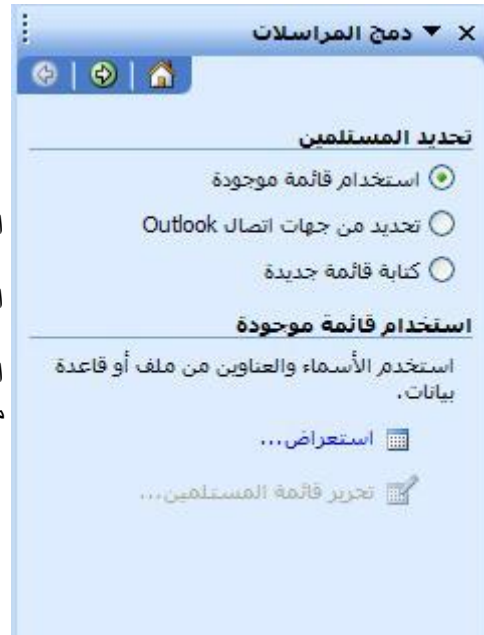 دمج المراسلات
تحديد المستلمين
استخدام قائمة موجودة
تحديد من جهات اتصال Outlook
كتابة قائمة جديدة
استخدام قائمة موجودة
استخدم الأسماء والعناوين من ملف أو قاعدة
بيانات.
استعراض...
تحرير قائمة المستلمين...